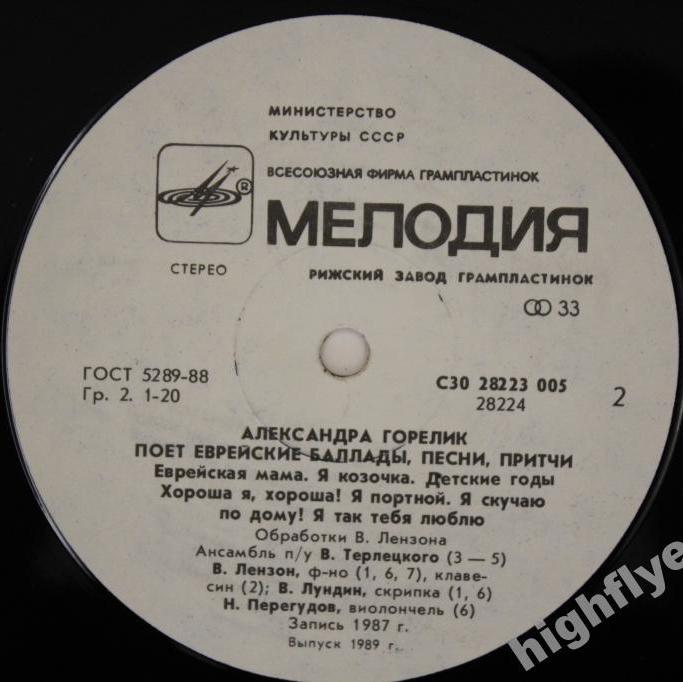 МИНИСТЕРСТВО
КУЛЬТУРЫ СССР
ВСЕСОЮЗНАЯ ФИРМА ГРАМПЛАСТИНОК
®
МЕЛОДИЯ
СТЕРЕО
РИЖСКИЙ ЗАВОД ГРАМПЛАСТИНОК
33
ГОСТ 5289-88
Гр. 2. 1-20
С30 28223 005
28224
2
АЛЕКСАНДРА ГОРЕЛИК
ПОЕТ ЕВРЕЙСКИЕ БАЛЛАДЫ, ПЕСНИ, ПРИТЧИ
Еврейская мама. Я козочка. Детские годы
Хороша я, хороша! Я портной. Я скучаю
по дому! Я так тебя люблю
Обработки В. Лензона
Ансамбль п/у В. Терлецкого (3 — 5)
В. Лензон, ф-но (1, 6, 7), клаве-
син (2); В. Лундин, скрипка (1, 6)
Н. Перегудов, виолончель (6)
Запись 1987 г.
Выпуск 1989 г.
highflye